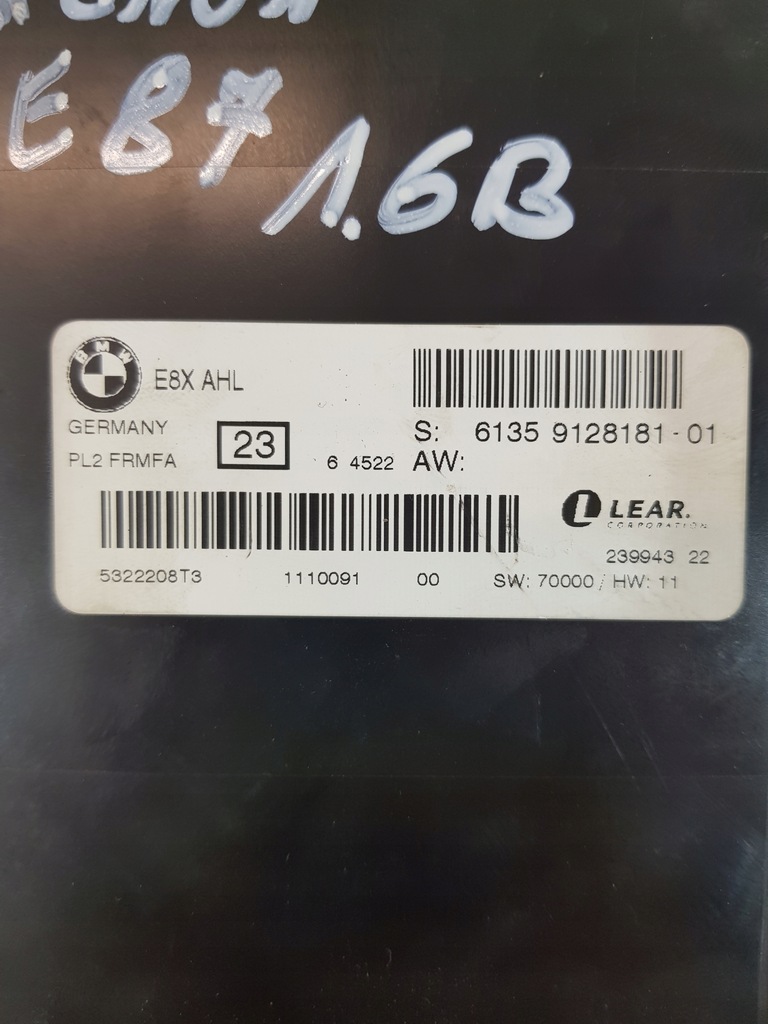 E87 1.6B
BMW
E8X AHL
GERMANY
PL2 FRMFA
23
6 4522
S: 6135 9128181-01
AW:
LEAR.
CORPORATION
239943 22
5322208T3 1110091 00 SW: 70000 / HW: 11